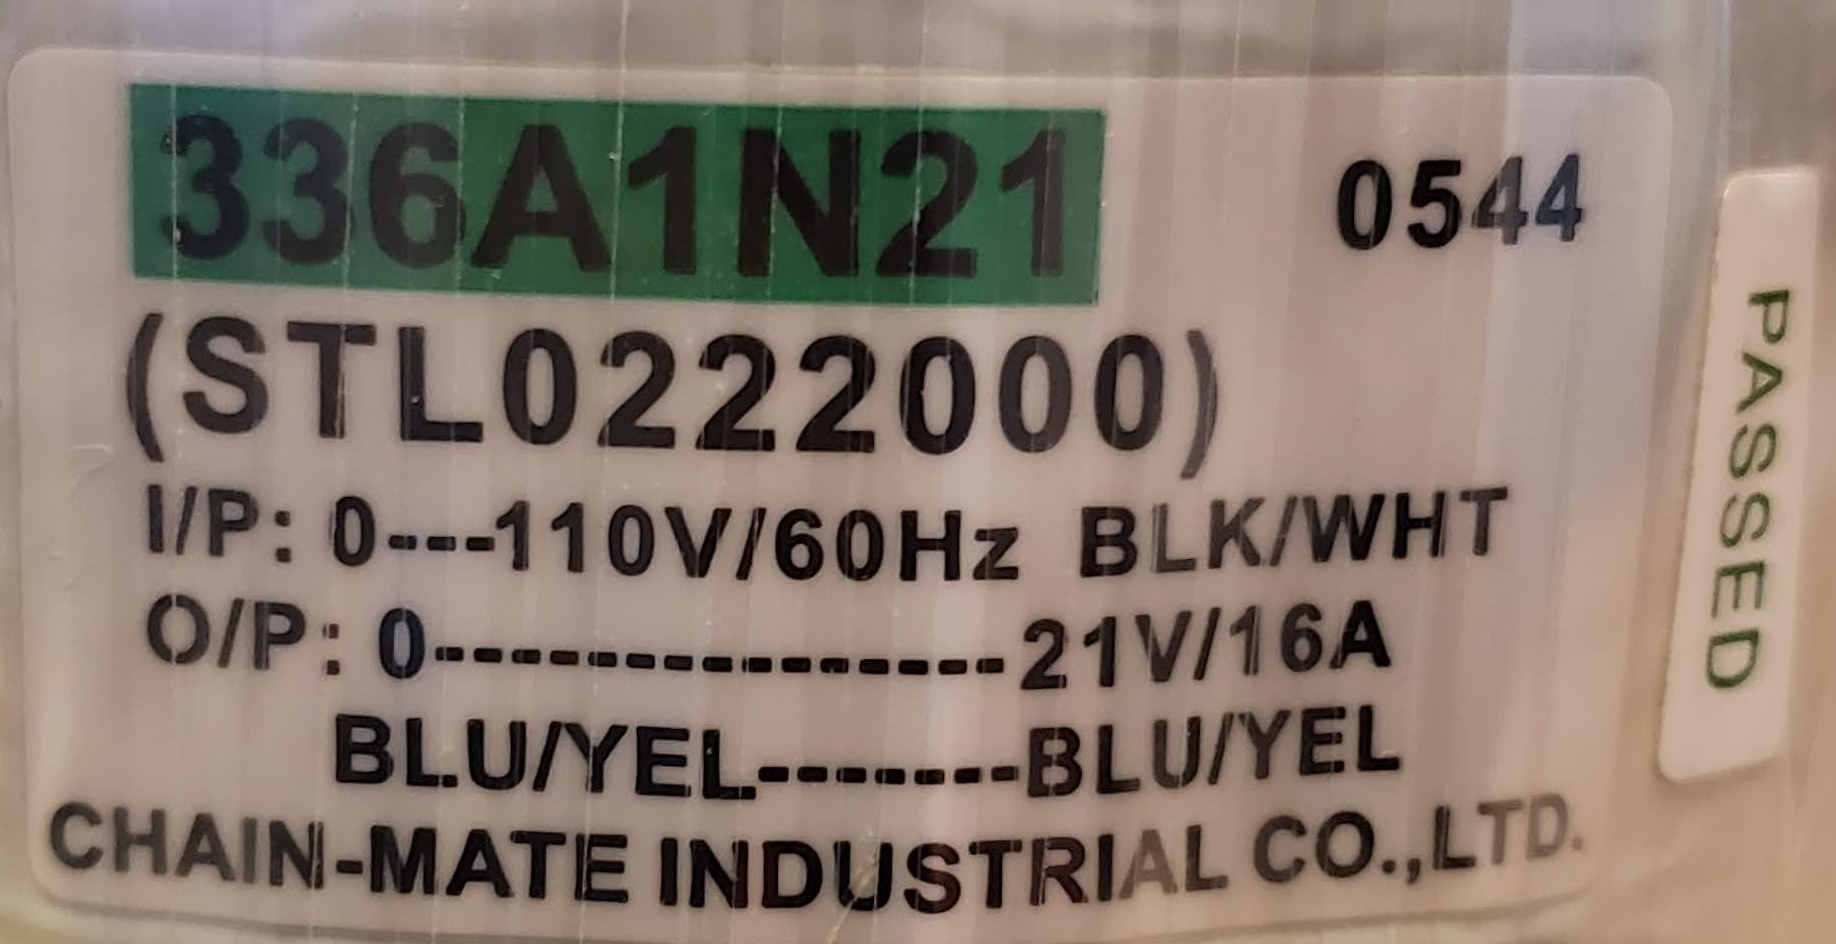 336A1N21 0544
(STL0222000)
I/P: 0---110V/60Hz BLK/WHT
O/P: 0-----------------21V/16A
BLU/YEL-------BLU/YEL
CHAIN-MATE INDUSTRIAL CO.,LTD.
PASSED